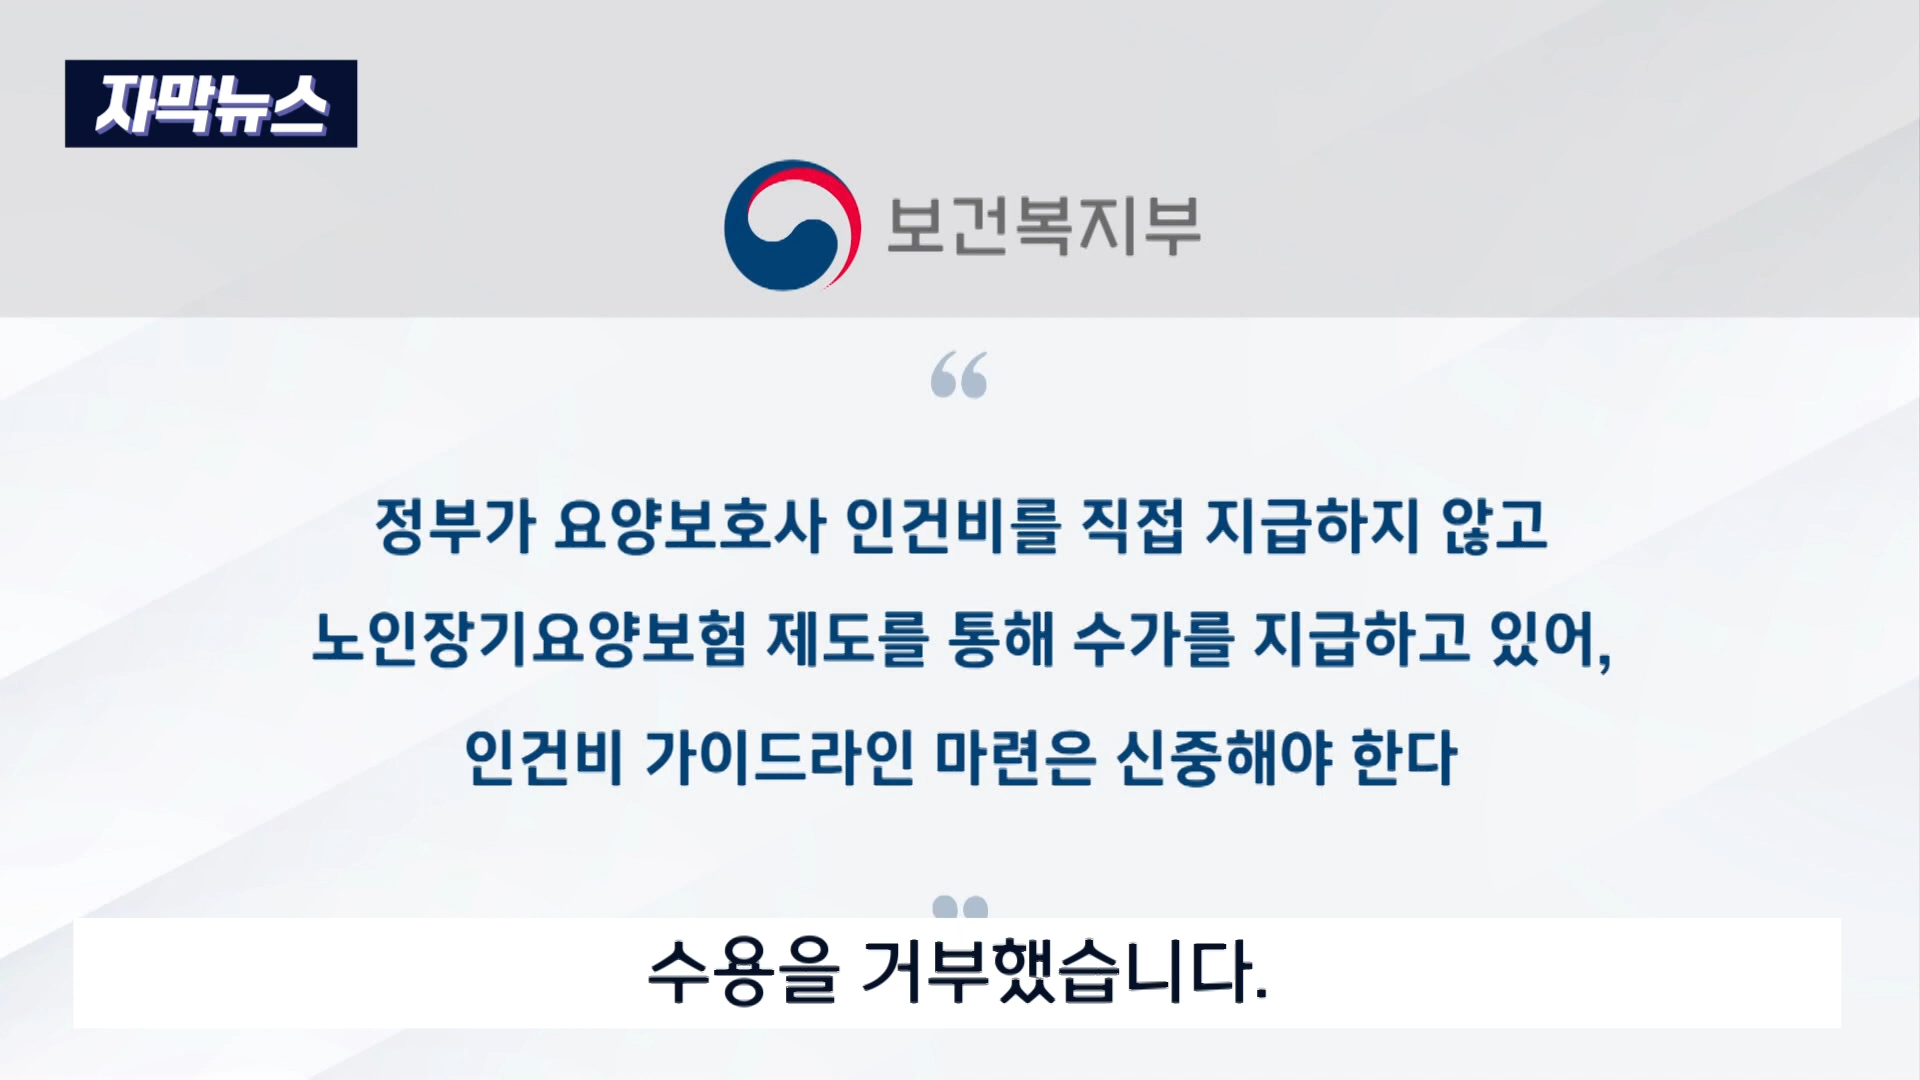 자막뉴스
보건복지부
“
정부가 요양보호사 인건비를 직접 지급하지 않고
노인장기요양보험 제도를 통해 수가를 지급하고 있어,
인건비 가이드라인 마련은 신중해야 한다
”
수용을 거부했습니다.